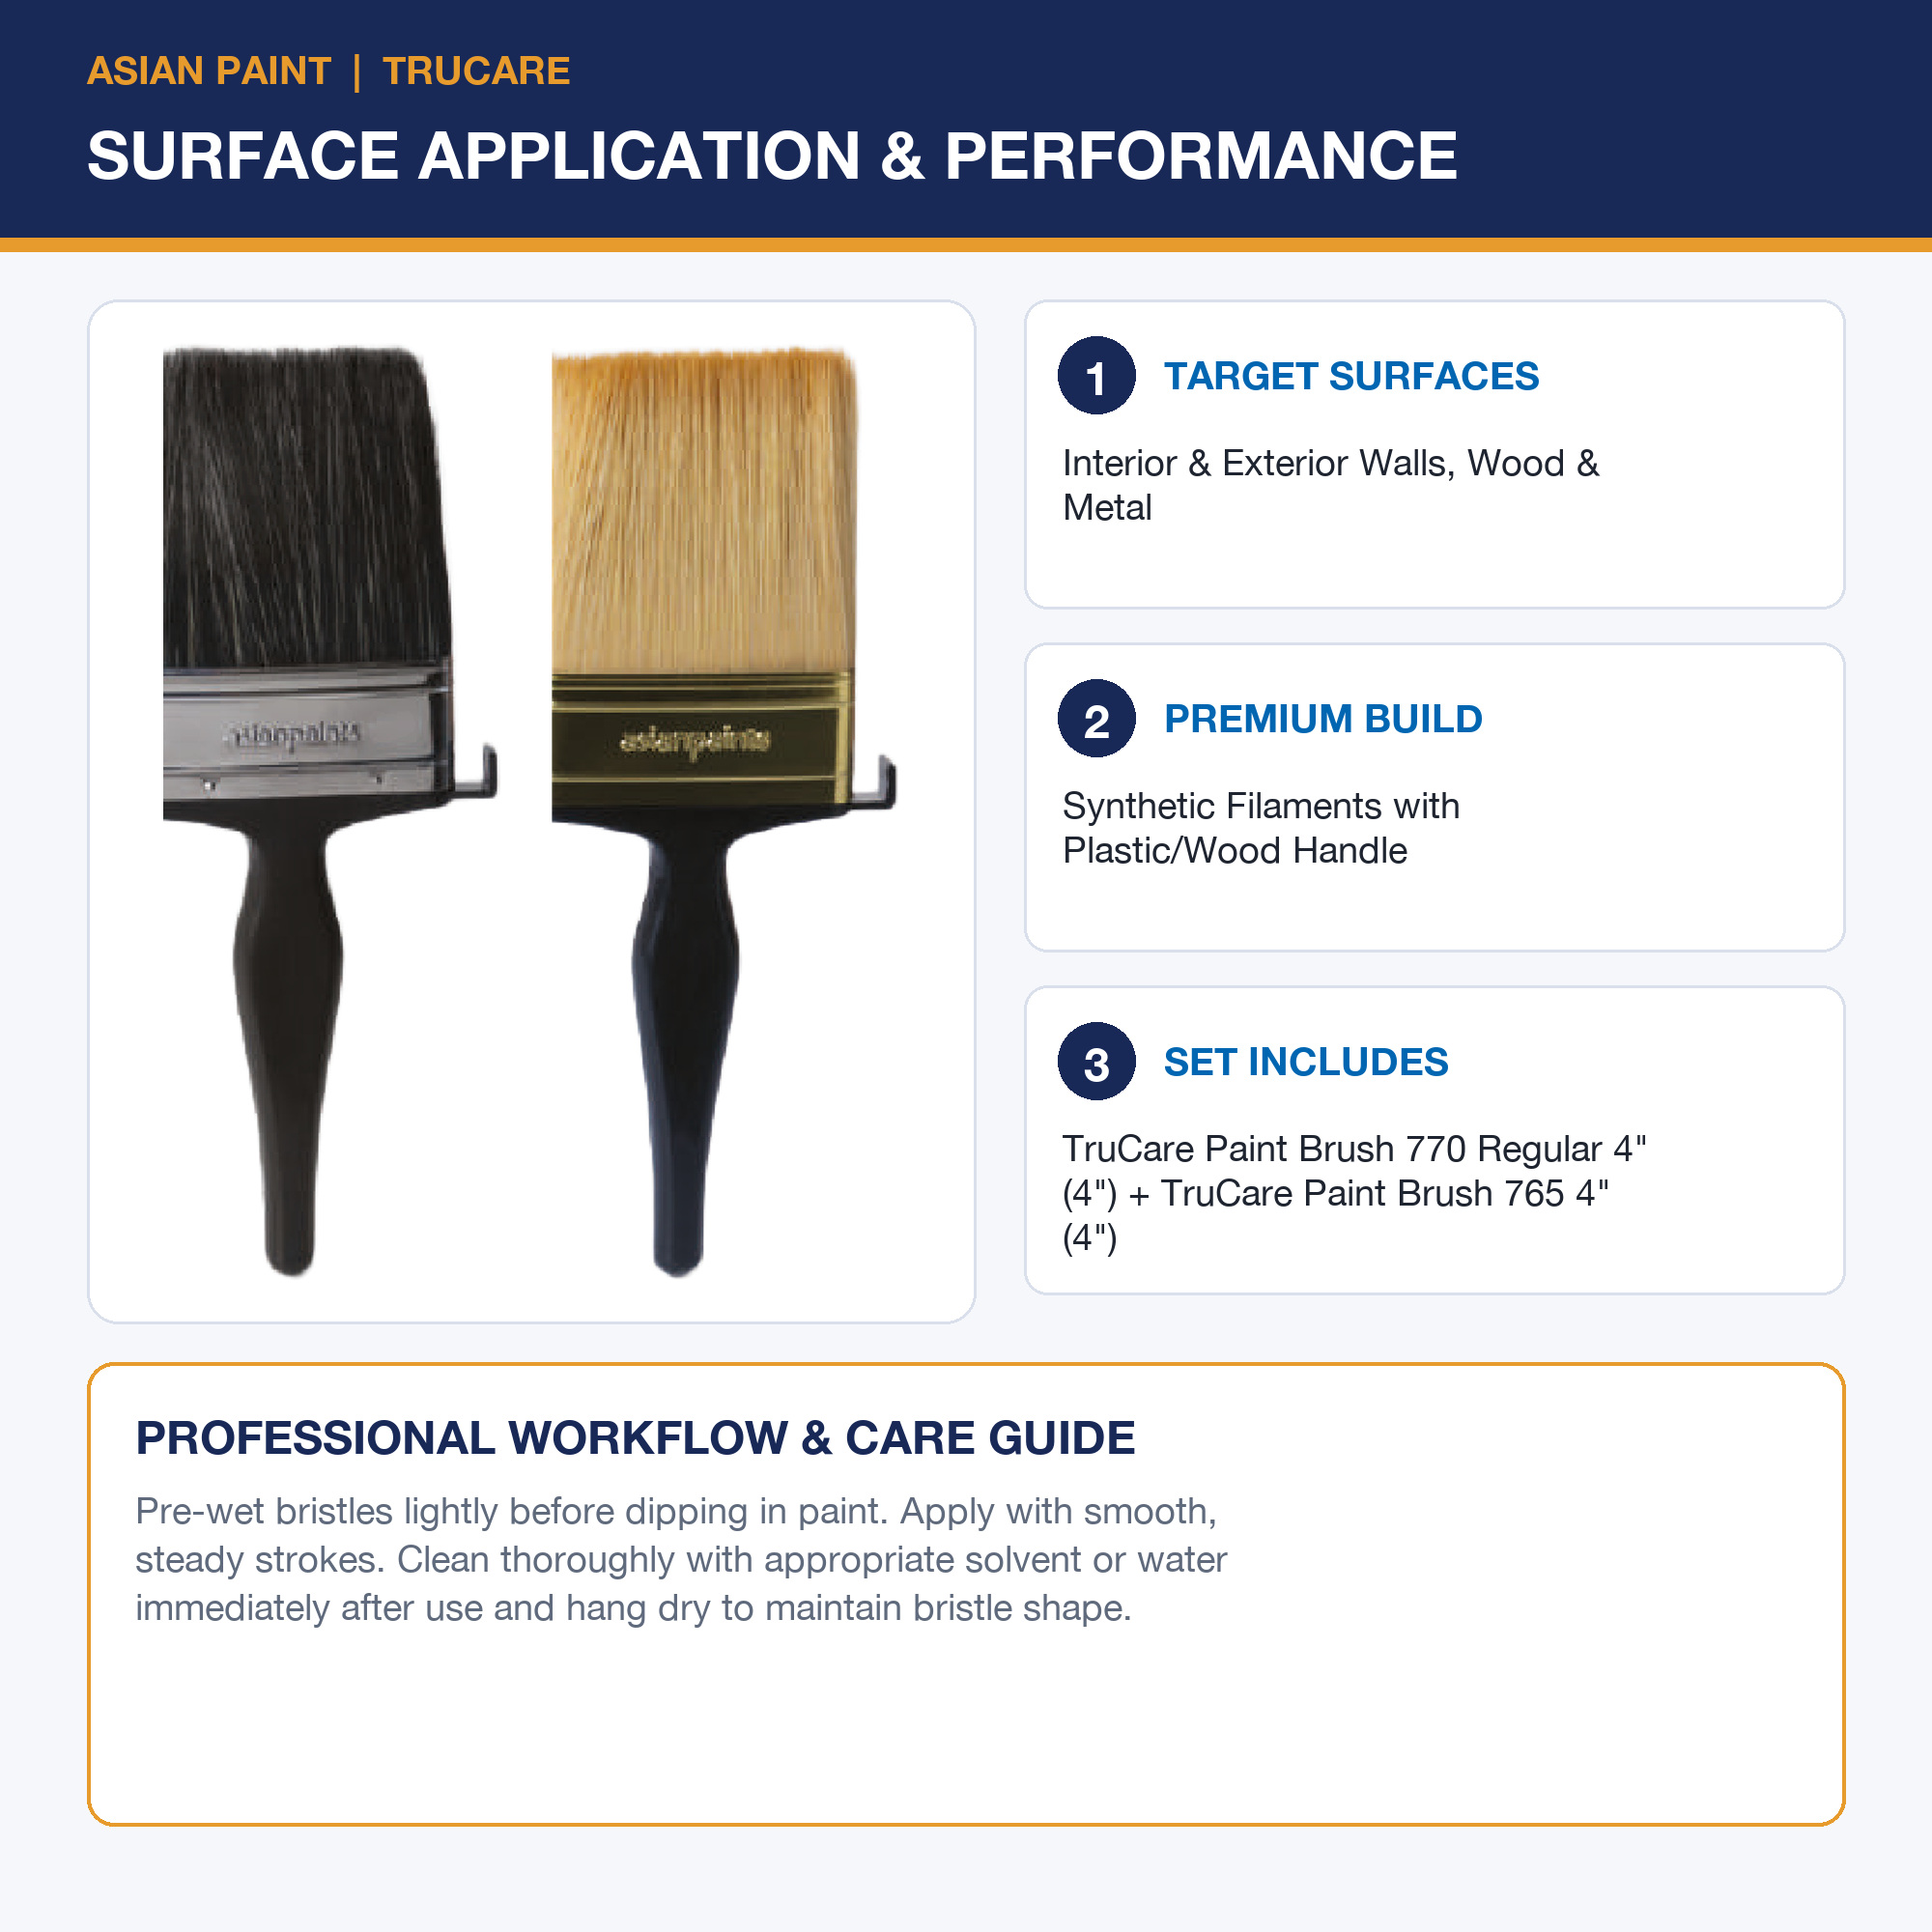 ASIAN PAINT | TRUCARE
SURFACE APPLICATION & PERFORMANCE
asianpaints
asianpaints
1 TARGET SURFACES
Interior & Exterior Walls, Wood &
Metal
2 PREMIUM BUILD
Synthetic Filaments with
Plastic/Wood Handle
3 SET INCLUDES
TruCare Paint Brush 770 Regular 4"
(4") + TruCare Paint Brush 765 4"
(4")
PROFESSIONAL WORKFLOW & CARE GUIDE
Pre-wet bristles lightly before dipping in paint. Apply with smooth,
steady strokes. Clean thoroughly with appropriate solvent or water
immediately after use and hang dry to maintain bristle shape.